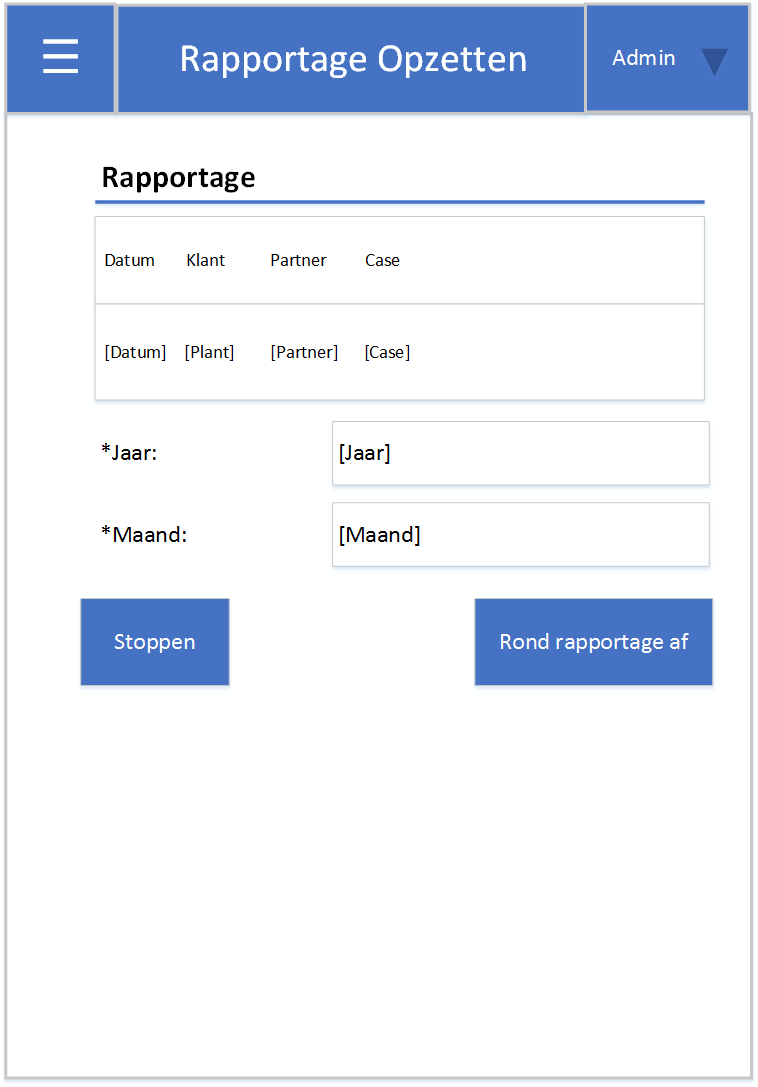 Rapportage Opzetten
Admin
Rapportage
Datum Klant Partner Case
[Datum] [Plant] [Partner] [Case]
*Jaar: [Jaar]
*Maand: [Maand]
Stoppen Rond rapportage af